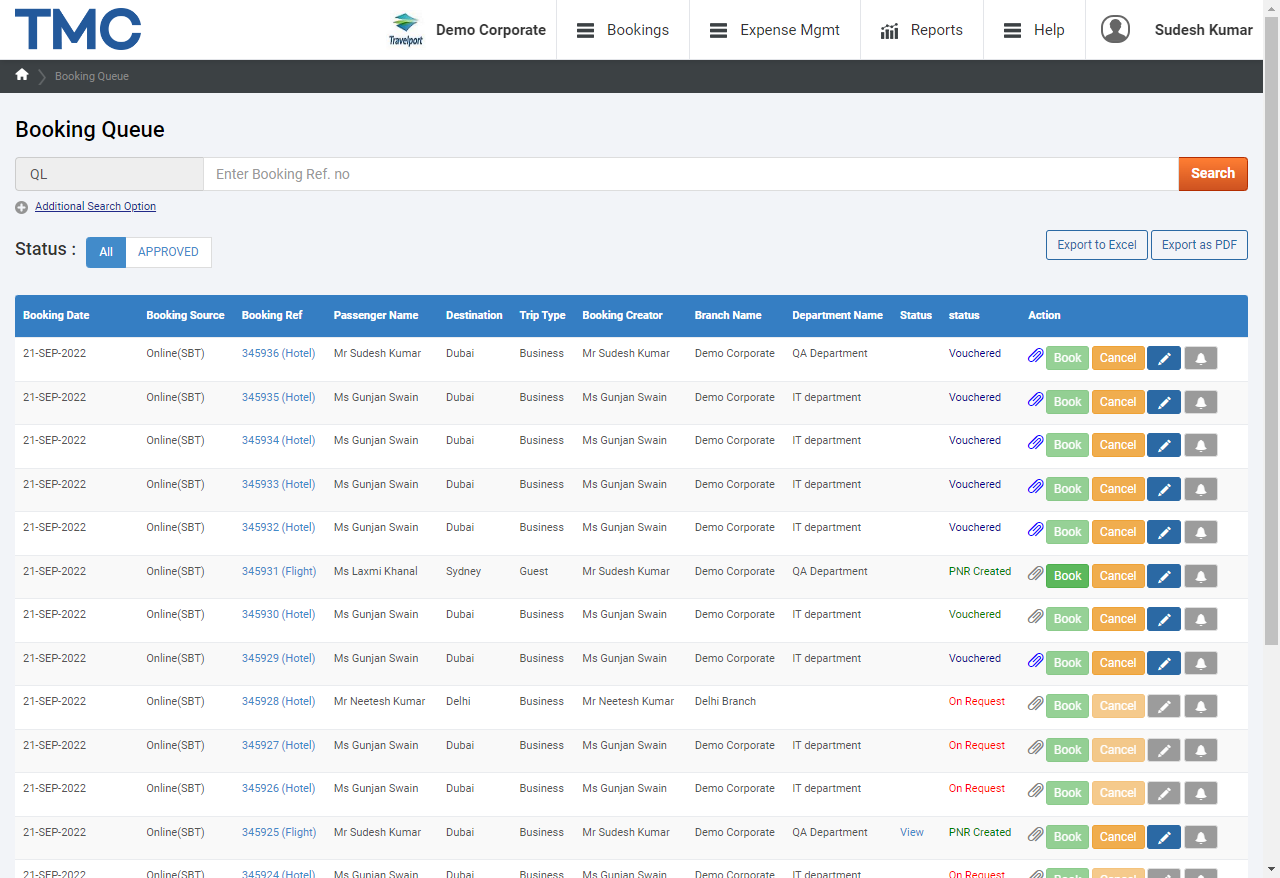 TMC Travelport Demo Corporate Bookings Expense Mgmt Reports Help Sudesh Kumar
Booking Queue
Booking Queue
QL Enter Booking Ref. no Search
Additional Search Option
Status : All APPROVED Export to Excel Export as PDF
Booking Date Booking Source Booking Ref Passenger Name Destination Trip Type Booking Creator Branch Name Department Name Status status Action
21-SEP-2022 Online(SBT) 345936 (Hotel) Mr Sudesh Kumar Dubai Business Mr Sudesh Kumar Demo Corporate QA Department Vouchered Book Cancel
21-SEP-2022 Online(SBT) 345935 (Hotel) Ms Gunjan Swain Dubai Business Ms Gunjan Swain Demo Corporate IT department Vouchered Book Cancel
21-SEP-2022 Online(SBT) 345934 (Hotel) Ms Gunjan Swain Dubai Business Ms Gunjan Swain Demo Corporate IT department Vouchered Book Cancel
21-SEP-2022 Online(SBT) 345933 (Hotel) Ms Gunjan Swain Dubai Business Ms Gunjan Swain Demo Corporate IT department Vouchered Book Cancel
21-SEP-2022 Online(SBT) 345932 (Hotel) Ms Gunjan Swain Dubai Business Ms Gunjan Swain Demo Corporate IT department Vouchered Book Cancel
21-SEP-2022 Online(SBT) 345931 (Flight) Ms Laxmi Khanal Sydney Guest Mr Sudesh Kumar Demo Corporate QA Department PNR Created Book Cancel
21-SEP-2022 Online(SBT) 345930 (Hotel) Ms Gunjan Swain Dubai Business Ms Gunjan Swain Demo Corporate IT department Vouchered Book Cancel
21-SEP-2022 Online(SBT) 345929 (Hotel) Ms Gunjan Swain Dubai Business Ms Gunjan Swain Demo Corporate IT department Vouchered Book Cancel
21-SEP-2022 Online(SBT) 345928 (Hotel) Mr Neetesh Kumar Delhi Business Mr Neetesh Kumar Delhi Branch On Request Book Cancel
21-SEP-2022 Online(SBT) 345927 (Hotel) Ms Gunjan Swain Dubai Business Ms Gunjan Swain Demo Corporate IT department On Request Book Cancel
21-SEP-2022 Online(SBT) 345926 (Hotel) Ms Gunjan Swain Dubai Business Ms Gunjan Swain Demo Corporate IT department On Request Book Cancel
21-SEP-2022 Online(SBT) 345925 (Flight) Mr Sudesh Kumar Dubai Business Mr Sudesh Kumar Demo Corporate QA Department View PNR Created Book Cancel
21-SEP-2022 Online(SBT) 345924 (Hotel) Ms Gunjan Swain Dubai Business Ms Gunjan Swain Demo Corporate IT department On Request Book Cancel